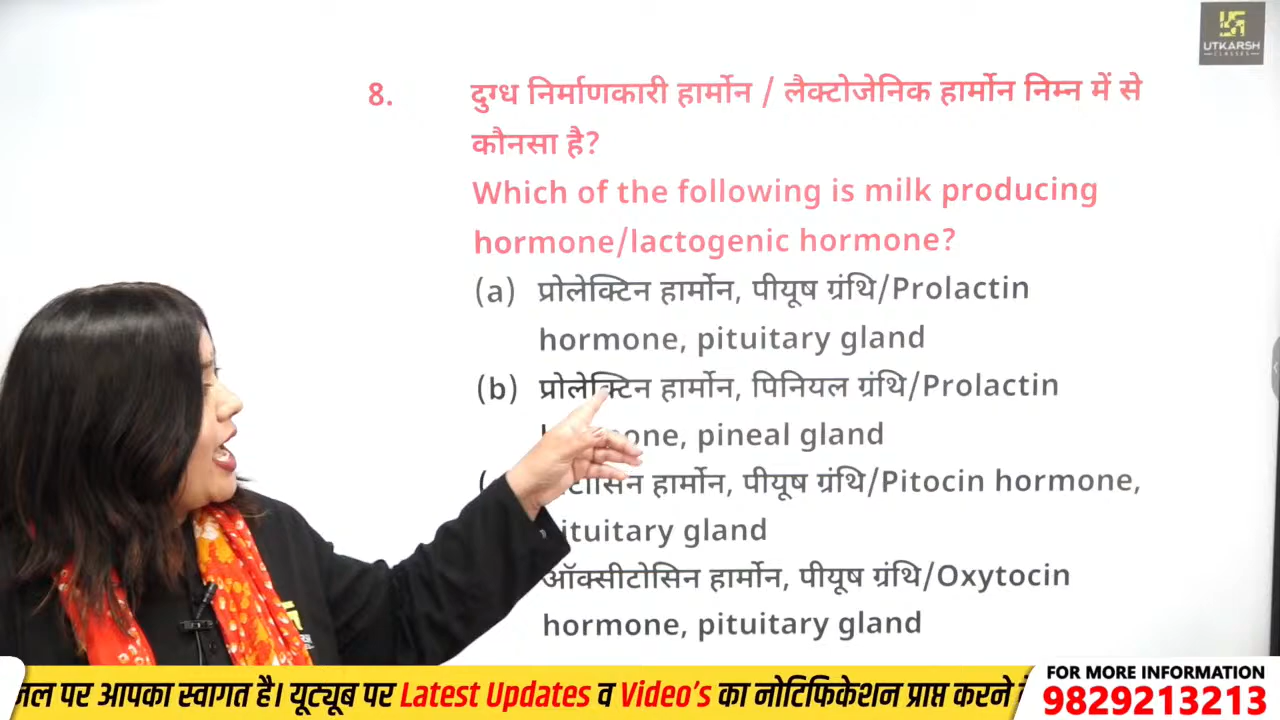 UTKARSH
CLASSES
8. दुग्ध निर्माणकारी हार्मोन / लैक्टोजेनिक हार्मोन निम्न में से
कौनसा है?
Which of the following is milk producing
hormone/lactogenic hormone?
(a) प्रोलेक्टिन हार्मोन, पीयूष ग्रंथि/Prolactin
hormone, pituitary gland
(b) प्रोलेक्टिन हार्मोन, पिनियल ग्रंथि/Prolactin
one, pineal gland
हार्मोन, पीयूष ग्रंथि/Pitocin hormone,
ituitary gland
ऑक्सीटोसिन हार्मोन, पीयूष ग्रंथि/Oxytocin
hormone, pituitary gland
पर आपका स्वागत है। यूट्यूब पर Latest Updates व Video's का नोटिफिकेशन प्राप्त करने
FOR MORE INFORMATION
9829213213